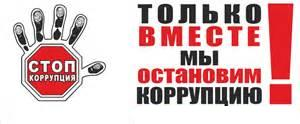 СТОП
КОРРУПЦИЯ
ТОЛЬКО
ВМЕСТЕ
МЫ
ОСТАНОВИМ
КОРРУПЦИЮ!